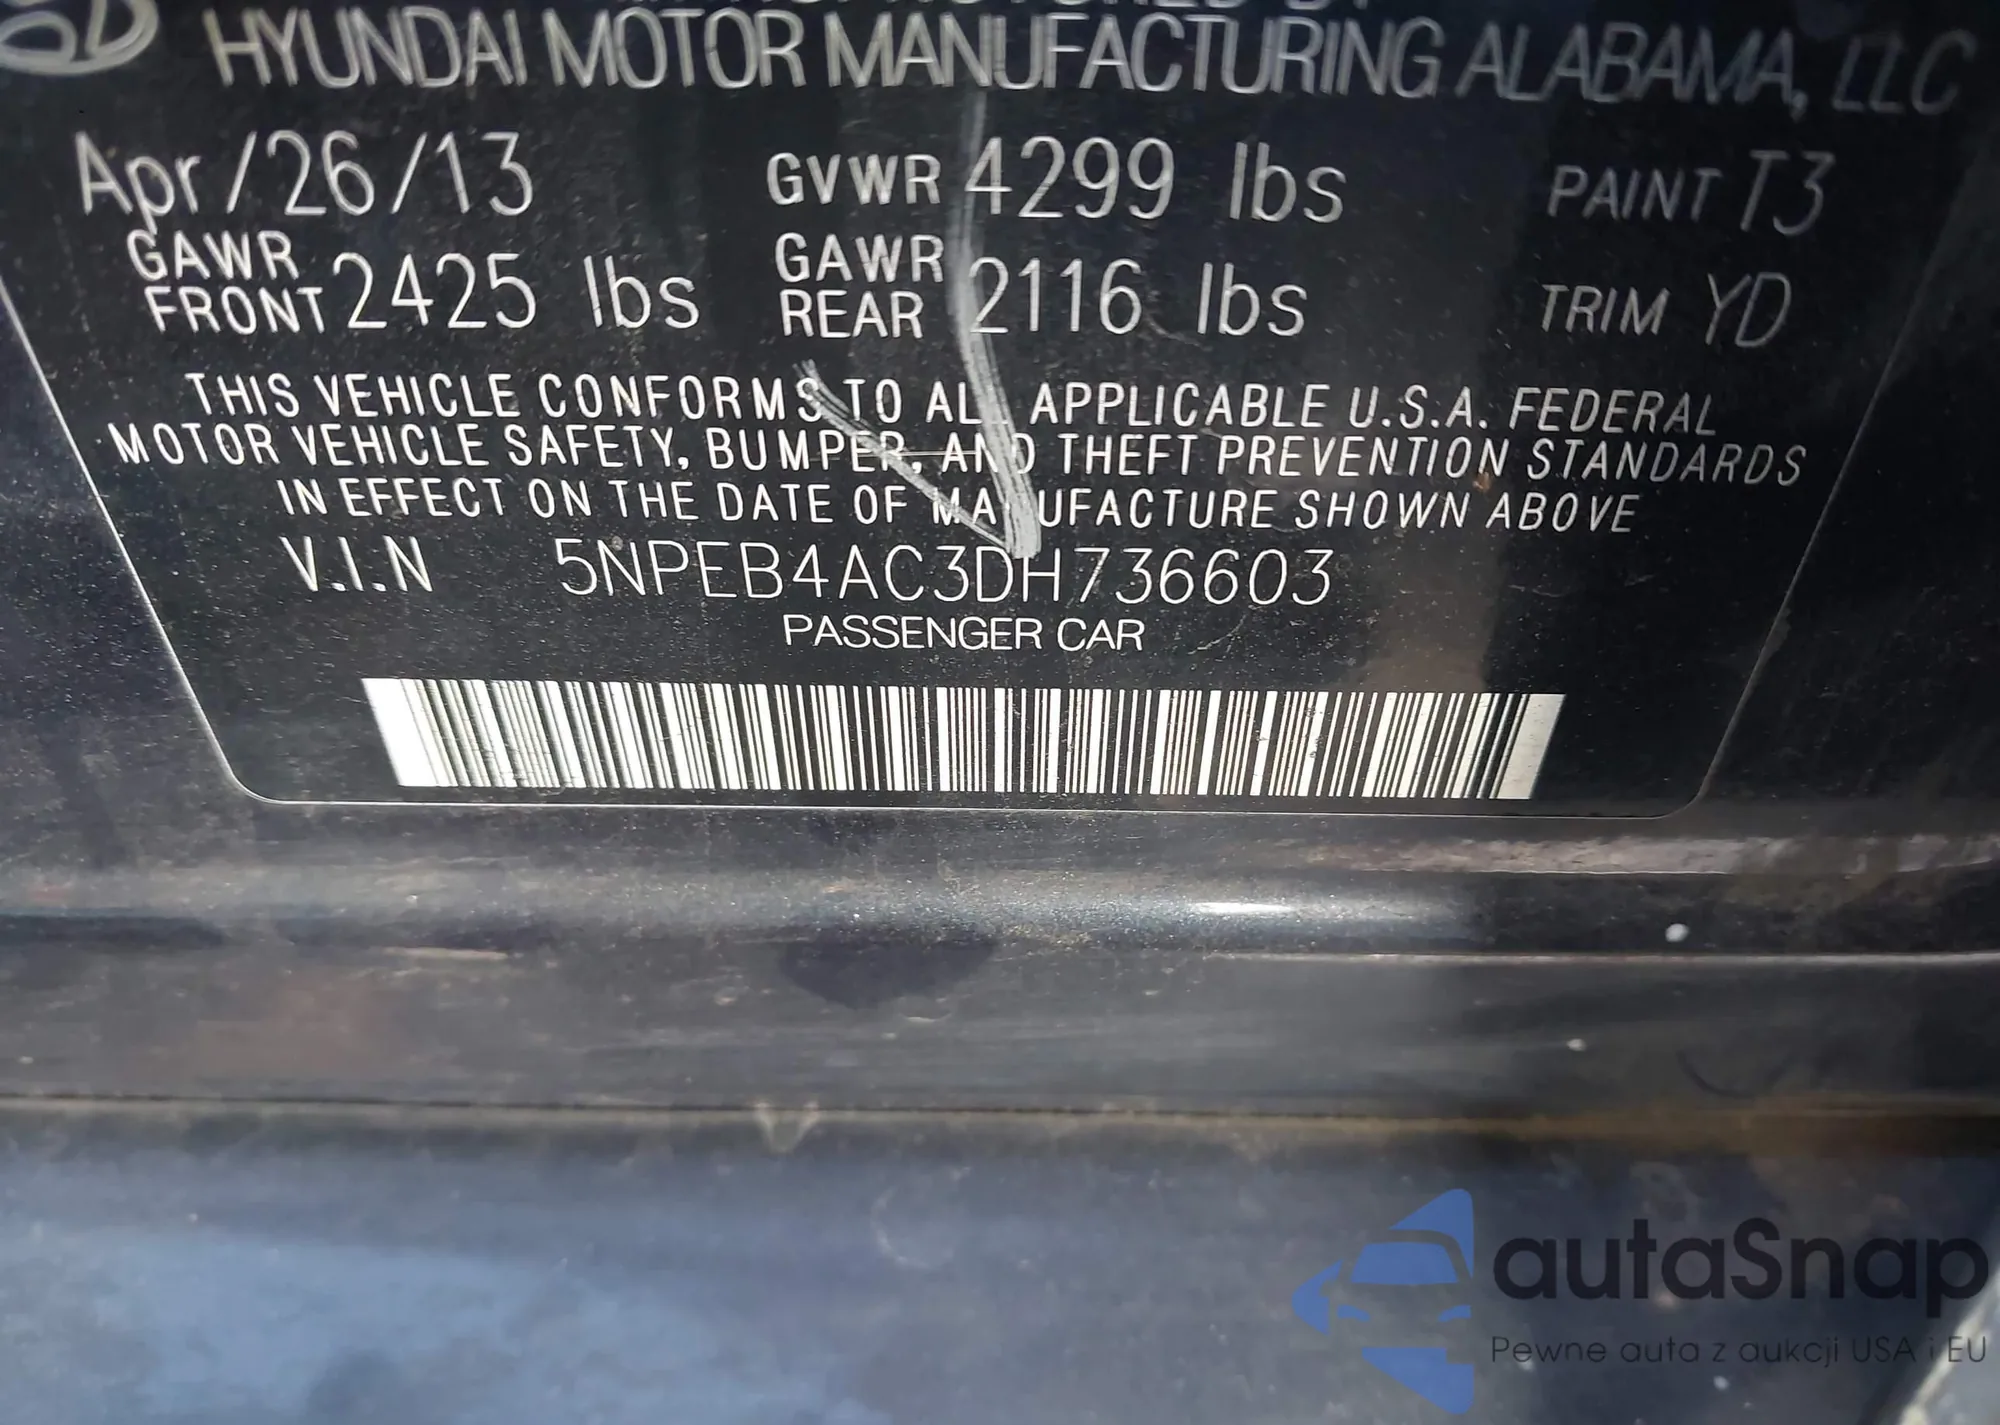 MANUFACTURED BY
HYUNDAI MOTOR MANUFACTURING ALABAMA, LLC
Apr/26/13 GVWR 4299 lbs PAINT T3
GAWR FRONT 2425 lbs GAWR REAR 2116 lbs TRIM YD
THIS VEHICLE CONFORMS TO ALL APPLICABLE U.S.A. FEDERAL
MOTOR VEHICLE SAFETY, BUMPER, AND THEFT PREVENTION STANDARDS
IN EFFECT ON THE DATE OF MANUFACTURE SHOWN ABOVE
V.I.N 5NPEB4AC3DH736603
PASSENGER CAR
autaSnap
Pewne auta z aukcji USA i EU